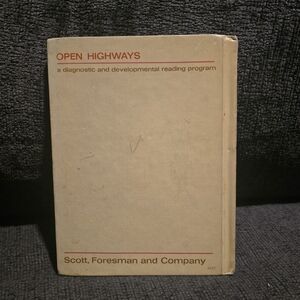 OPEN HIGHWAYS
a diagnostic and developmental reading program
Scott, Foresman and Company